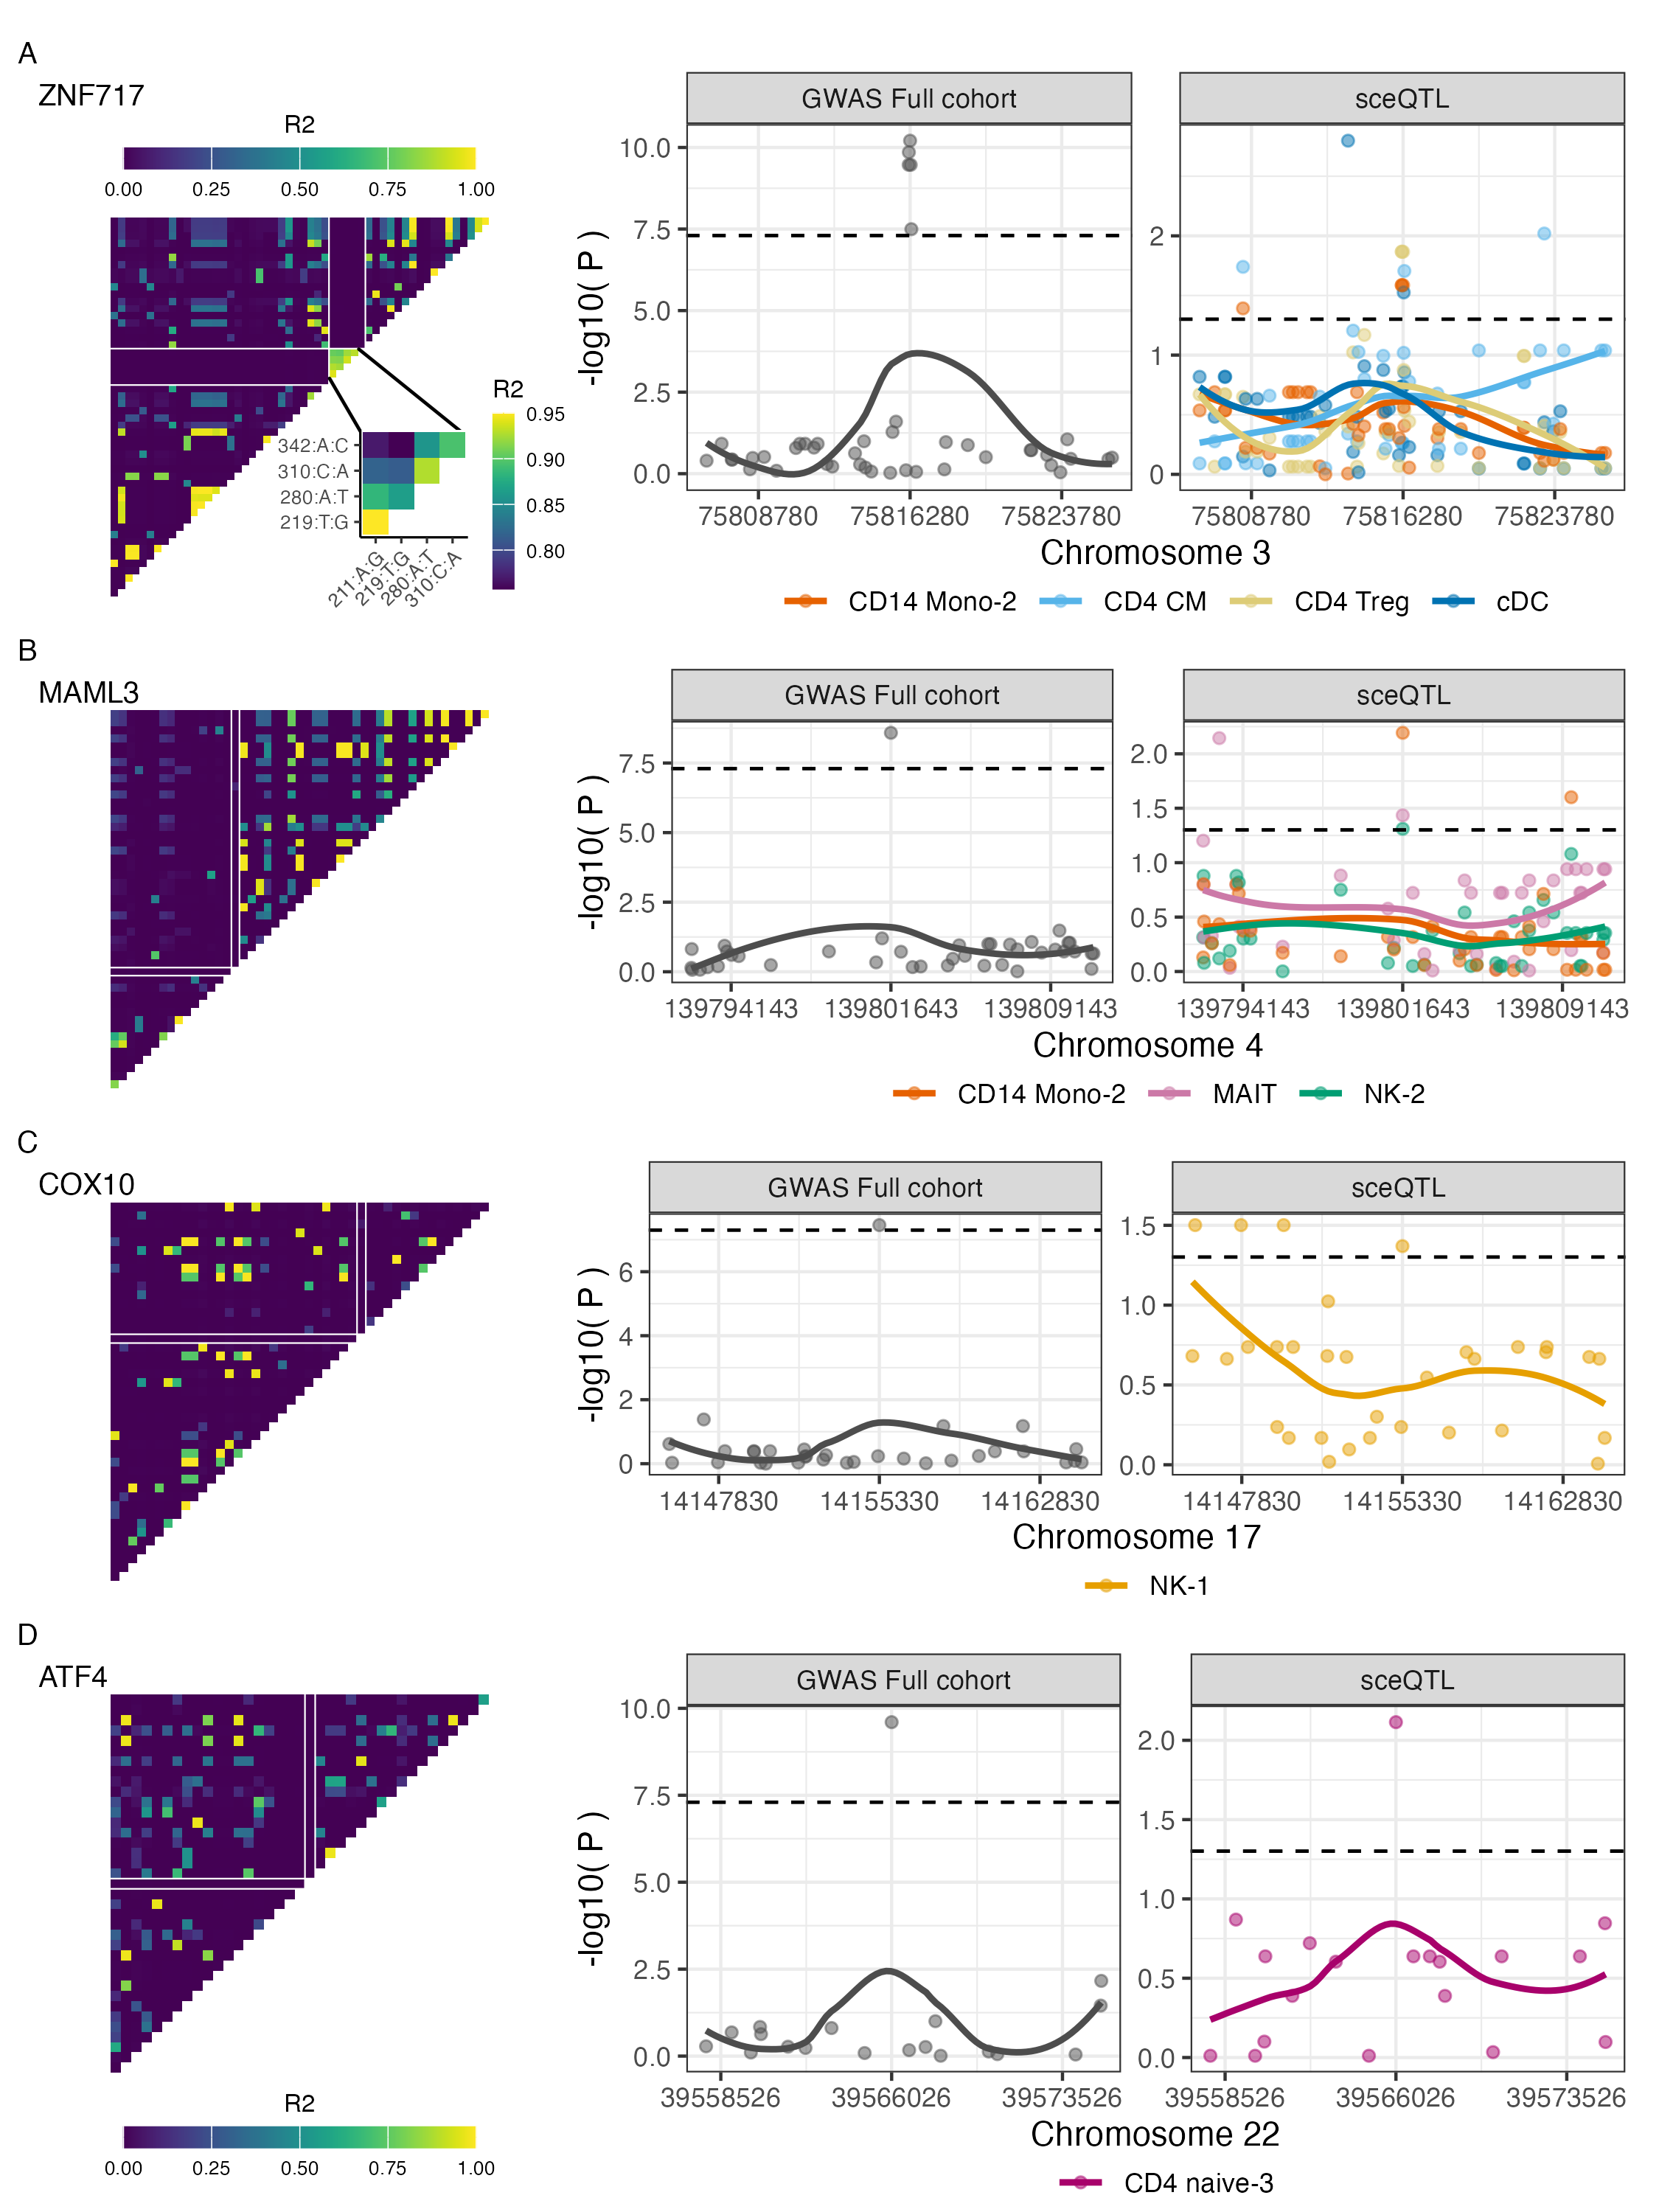 A
ZNF717
R2
0.00 0.25 0.50 0.75 1.00
R2
0.95
0.90
0.85
0.80
342:A:C
310:C:A
280:A:T
219:T:G
211:A:G 219:T:G 280:A:T 310:C:A
GWAS Full cohort
sceQTL
-log10( P )
10.0
7.5
5.0
2.5
0.0
2
1
0
75808780 75816280 75823780
75808780 75816280 75823780
Chromosome 3
CD14 Mono-2 CD4 CM CD4 Treg cDC
B
MAML3
GWAS Full cohort
sceQTL
-log10( P )
7.5
5.0
2.5
0.0
2.0
1.5
1.0
0.5
0.0
139794143 139801643 139809143
139794143 139801643 139809143
Chromosome 4
CD14 Mono-2 MAIT NK-2
C
COX10
GWAS Full cohort
sceQTL
-log10( P )
6
4
2
0
1.5
1.0
0.5
0.0
14147830 14155330 14162830
14147830 14155330 14162830
Chromosome 17
NK-1
D
ATF4
GWAS Full cohort
sceQTL
-log10( P )
10.0
7.5
5.0
2.5
0.0
2.0
1.5
1.0
0.5
0.0
39558526 39566026 39573526
39558526 39566026 39573526
Chromosome 22
CD4 naive-3
R2
0.00 0.25 0.50 0.75 1.00